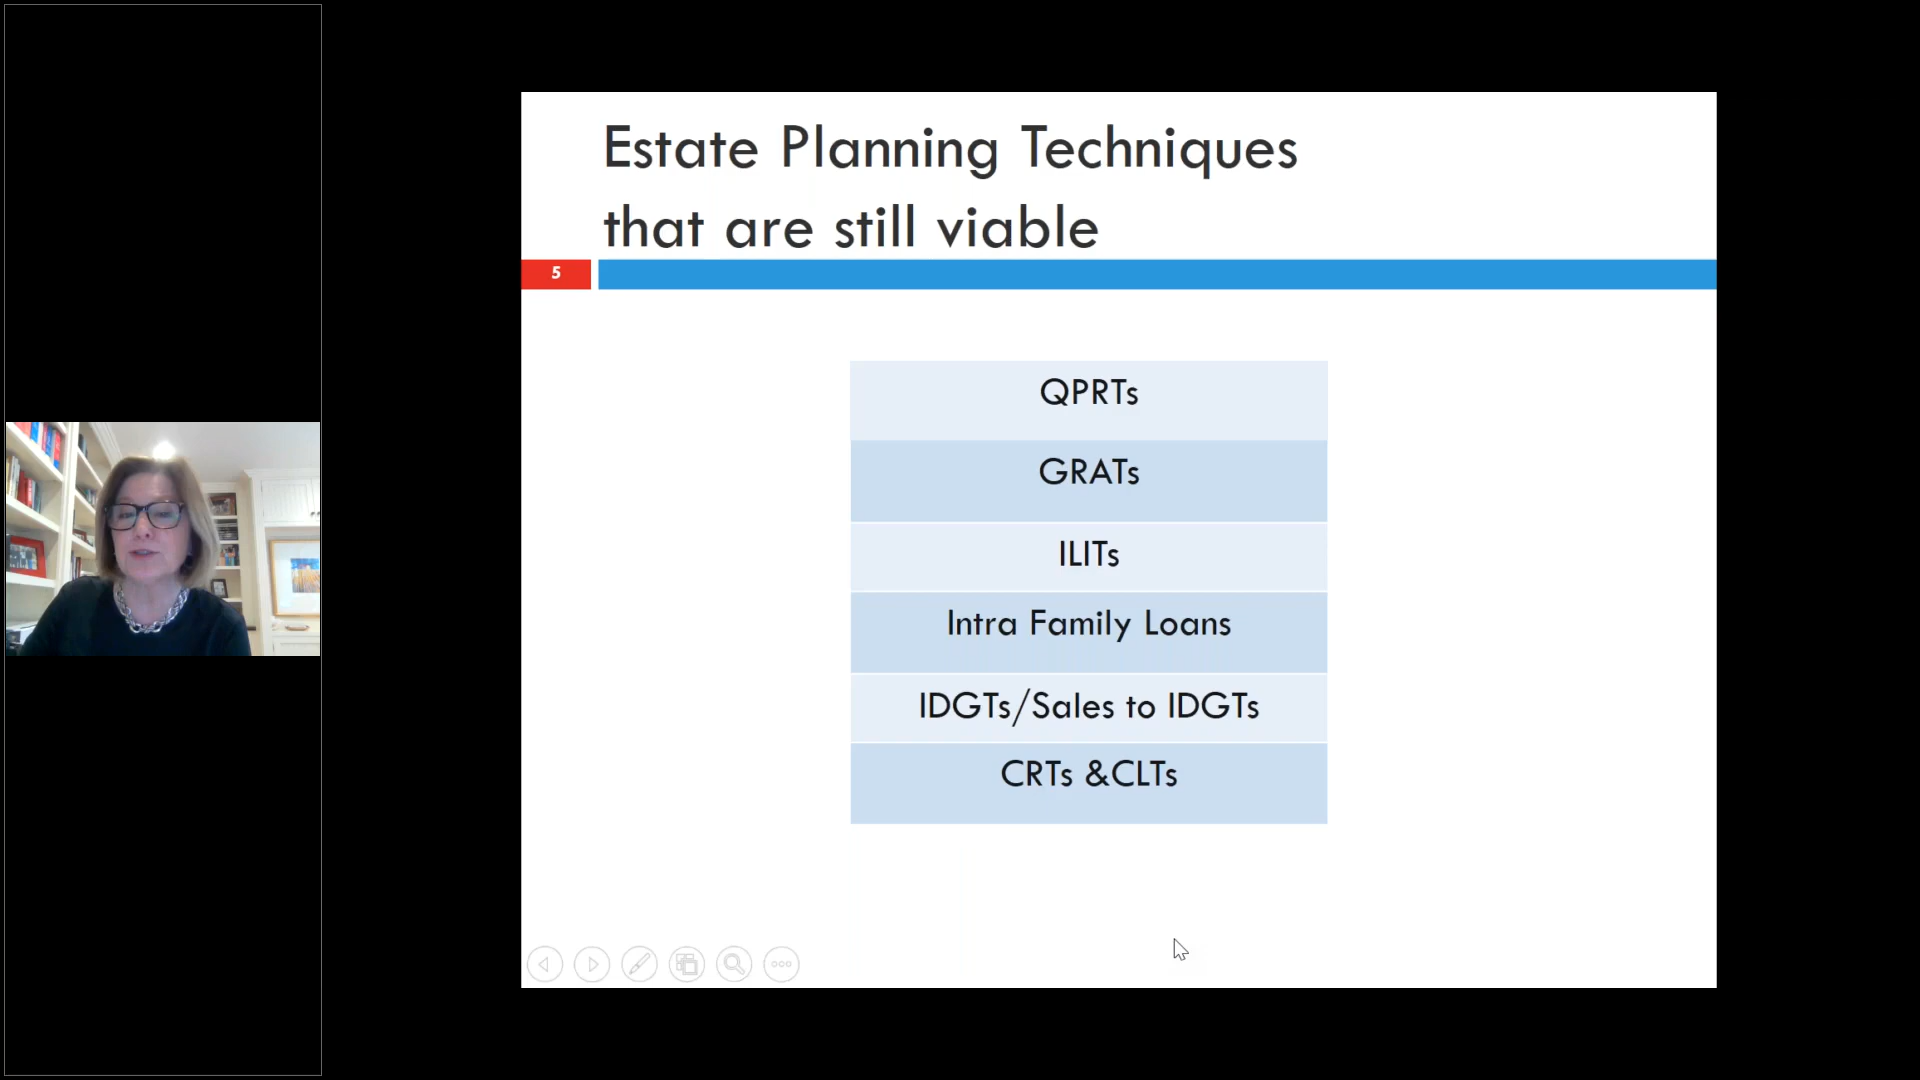 Estate Planning Techniques
that are still viable
5
QPRTs
GRATs
ILITs
Intra Family Loans
IDGTs/Sales to IDGTs
CRTs &CLTs